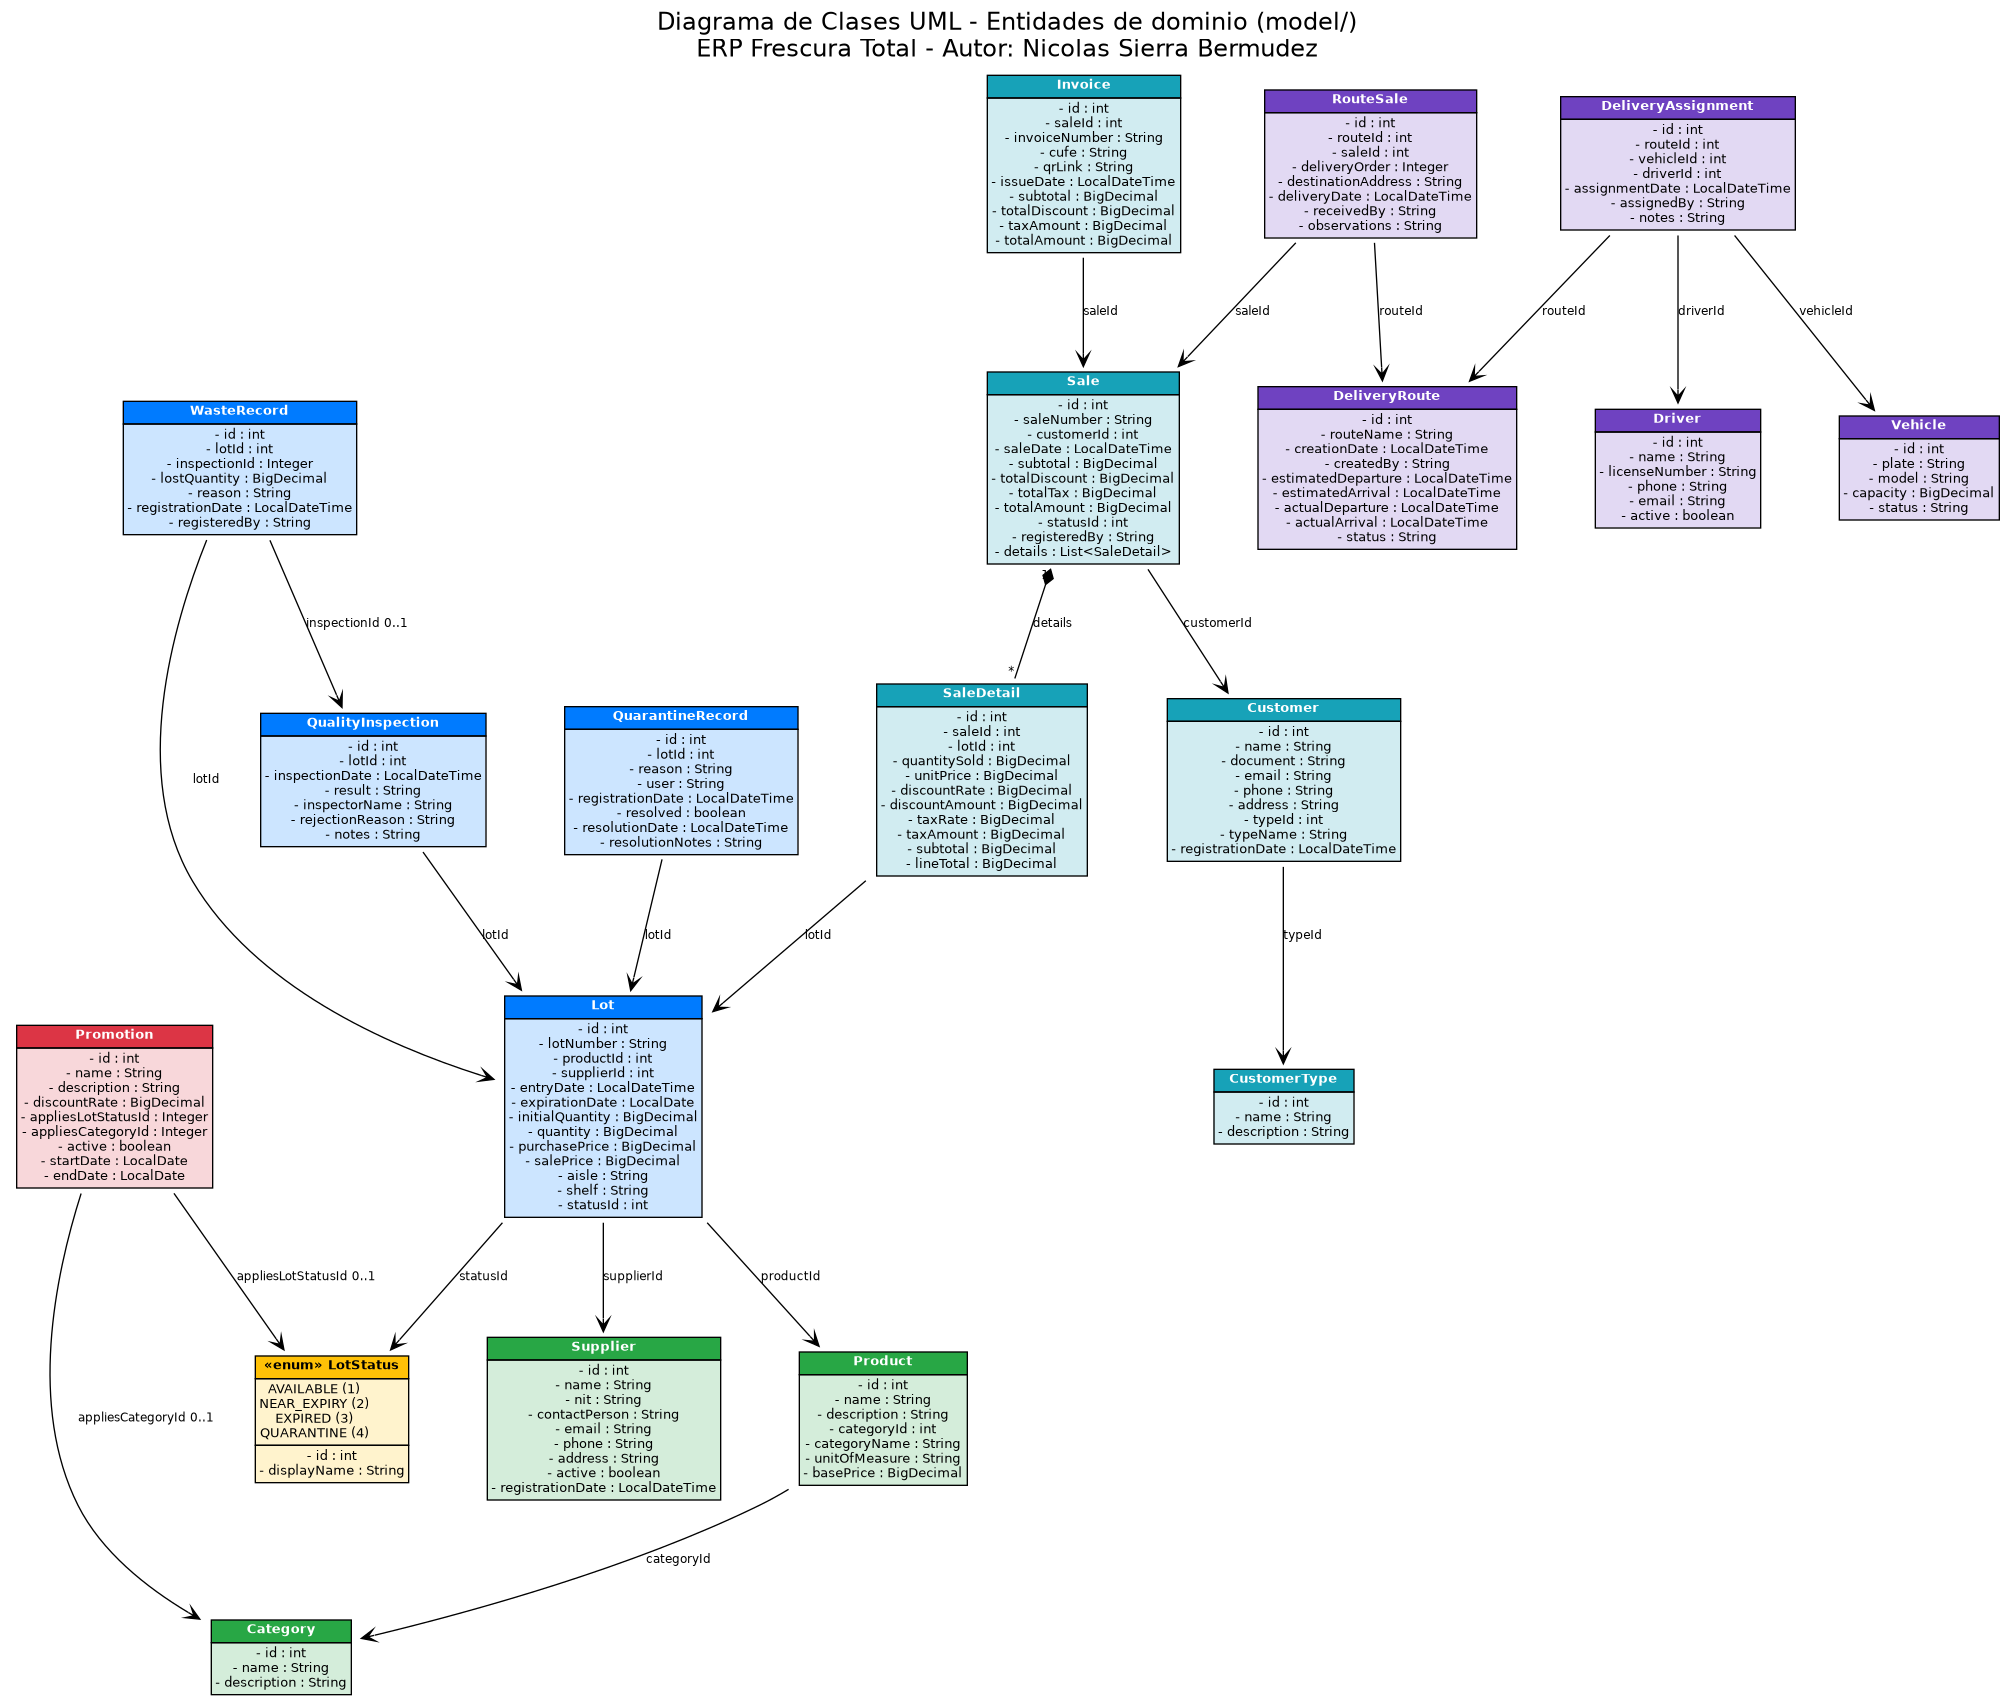 Diagrama de Clases UML - Entidades de dominio (model/)
ERP Frescura Total - Autor: Nicolas Sierra Bermudez
Invoice
- id : int
- saleId : int
- invoiceNumber : String
- cufe : String
- qrLink : String
- issueDate : LocalDateTime
- subtotal : BigDecimal
- totalDiscount : BigDecimal
- taxAmount : BigDecimal
- totalAmount : BigDecimal
RouteSale
- id : int
- routeId : int
- saleId : int
- deliveryOrder : Integer
- destinationAddress : String
- deliveryDate : LocalDateTime
- receivedBy : String
- observations : String
DeliveryAssignment
- id : int
- routeId : int
- vehicleId : int
- driverId : int
- assignmentDate : LocalDateTime
- assignedBy : String
- notes : String
saleId
saleId
routeId
routeId
driverId
vehicleId
WasteRecord
- id : int
- lotId : int
- inspectionId : Integer
- lostQuantity : BigDecimal
- reason : String
- registrationDate : LocalDateTime
- registeredBy : String
Sale
- id : int
- saleNumber : String
- customerId : int
- saleDate : LocalDateTime
- subtotal : BigDecimal
- totalDiscount : BigDecimal
- totalTax : BigDecimal
- totalAmount : BigDecimal
- statusId : int
- registeredBy : String
- details : List<SaleDetail>
DeliveryRoute
- id : int
- routeName : String
- creationDate : LocalDateTime
- createdBy : String
- estimatedDeparture : LocalDateTime
- estimatedArrival : LocalDateTime
- actualDeparture : LocalDateTime
- actualArrival : LocalDateTime
- status : String
Driver
- id : int
- name : String
- licenseNumber : String
- phone : String
- email : String
- active : boolean
Vehicle
- id : int
- plate : String
- model : String
- capacity : BigDecimal
- status : String
inspectionId 0..1
details
*
customerId
lotId
QualityInspection
- id : int
- lotId : int
- inspectionDate : LocalDateTime
- result : String
- inspectorName : String
- rejectionReason : String
- notes : String
QuarantineRecord
- id : int
- lotId : int
- reason : String
- user : String
- registrationDate : LocalDateTime
- resolved : boolean
- resolutionDate : LocalDateTime
- resolutionNotes : String
SaleDetail
- id : int
- saleId : int
- lotId : int
- quantitySold : BigDecimal
- unitPrice : BigDecimal
- discountRate : BigDecimal
- discountAmount : BigDecimal
- taxRate : BigDecimal
- taxAmount : BigDecimal
- subtotal : BigDecimal
- lineTotal : BigDecimal
Customer
- id : int
- name : String
- document : String
- email : String
- phone : String
- address : String
- typeId : int
- typeName : String
- registrationDate : LocalDateTime
lotId
lotId
lotId
typeId
Promotion
- id : int
- name : String
- description : String
- discountRate : BigDecimal
- appliesLotStatusId : Integer
- appliesCategoryId : Integer
- active : boolean
- startDate : LocalDate
- endDate : LocalDate
Lot
- id : int
- lotNumber : String
- productId : int
- supplierId : int
- entryDate : LocalDateTime
- expirationDate : LocalDate
- initialQuantity : BigDecimal
- quantity : BigDecimal
- purchasePrice : BigDecimal
- salePrice : BigDecimal
- aisle : String
- shelf : String
- statusId : int
CustomerType
- id : int
- name : String
- description : String
appliesLotStatusId 0..1
statusId
supplierId
productId
appliesCategoryId 0..1
«enum» LotStatus
AVAILABLE (1)
NEAR_EXPIRY (2)
EXPIRED (3)
QUARANTINE (4)
- id : int
- displayName : String
Supplier
- id : int
- name : String
- nit : String
- contactPerson : String
- email : String
- phone : String
- address : String
- active : boolean
- registrationDate : LocalDateTime
Product
- id : int
- name : String
- description : String
- categoryId : int
- categoryName : String
- unitOfMeasure : String
- basePrice : BigDecimal
categoryId
Category
- id : int
- name : String
- description : String